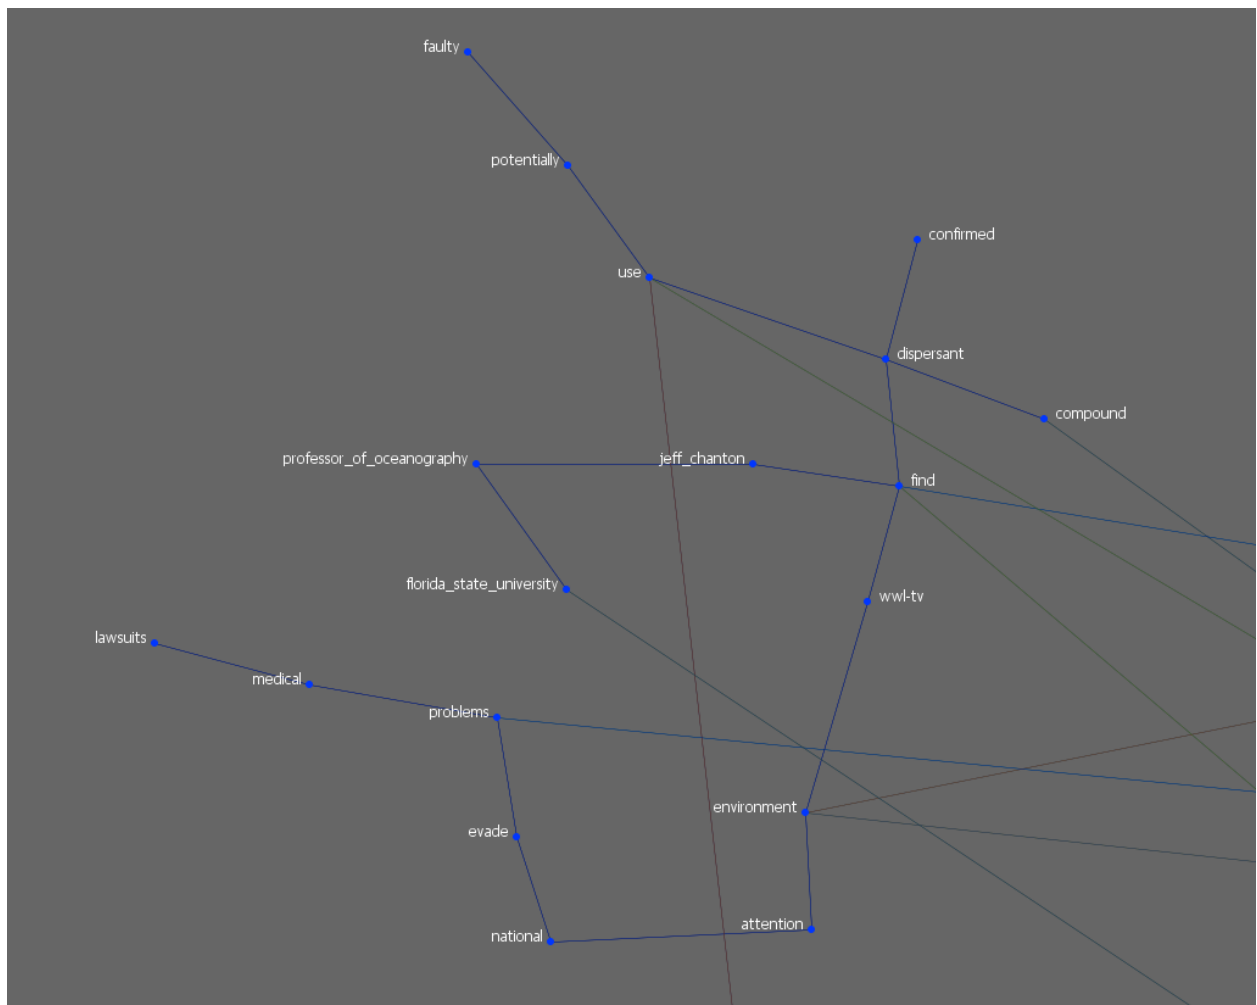 faulty
potentially
confirmed
use
dispersant
compound
professor_of_oceanography
jeff_chanton
find
florida_state_university
wwl-tv
lawsuits
medical
problems
environment
evade
attention
national